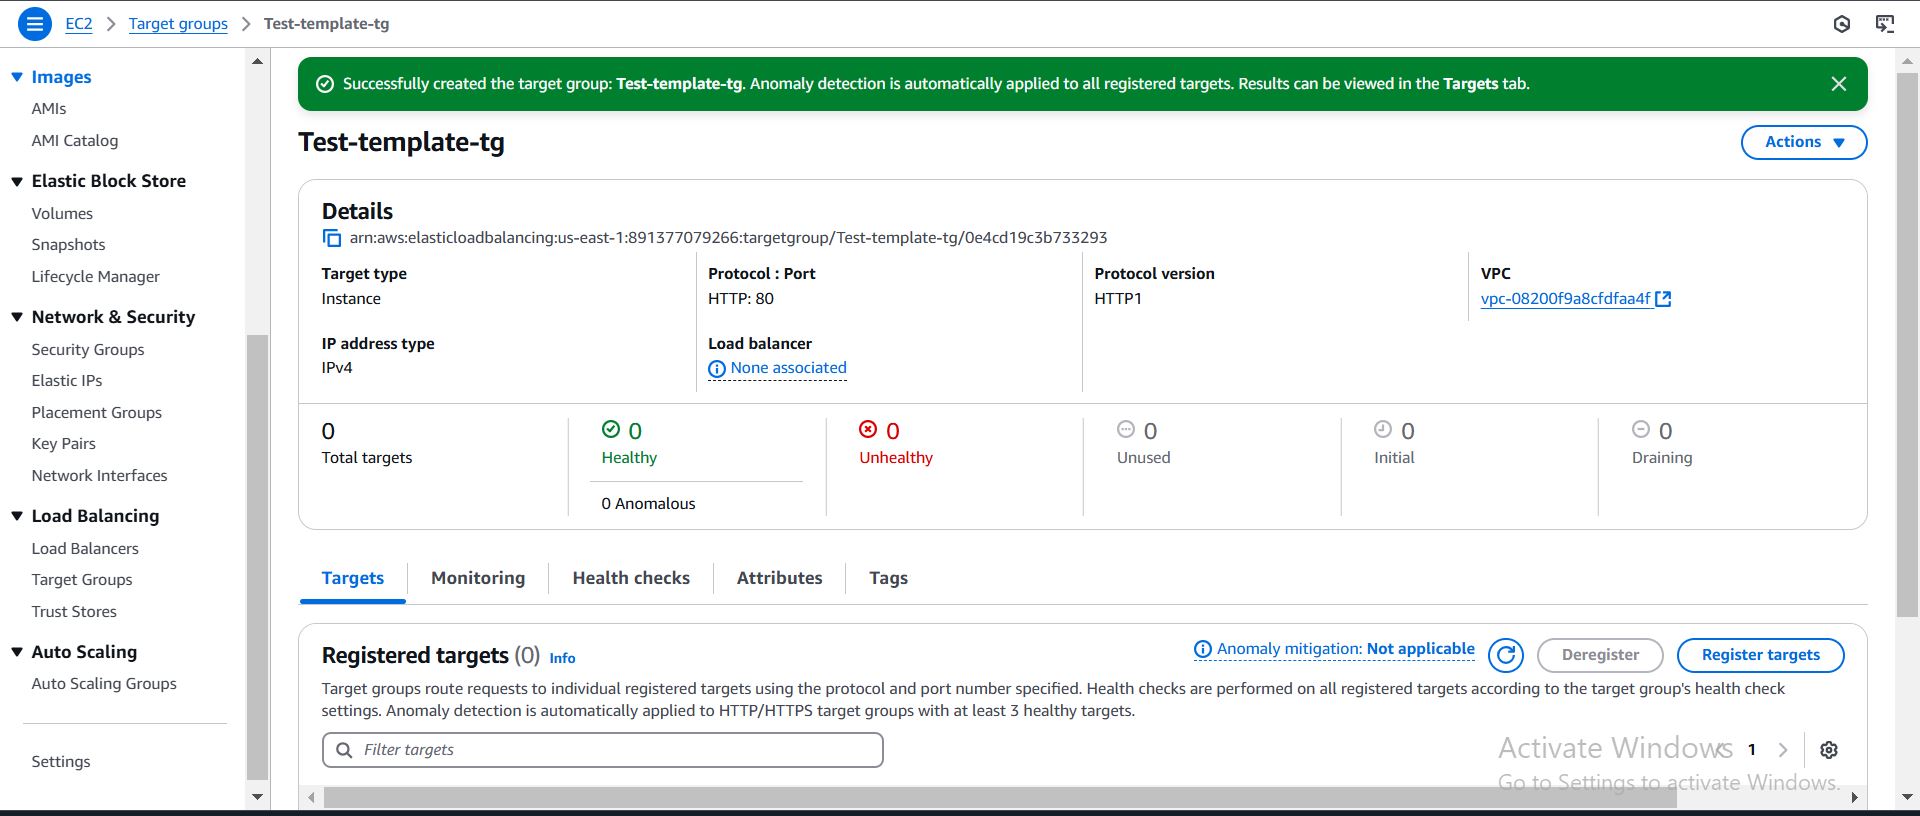 EC2 > Target groups > Test-template-tg
Images
AMIs
AMI Catalog
Elastic Block Store
Volumes
Snapshots
Lifecycle Manager
Network & Security
Security Groups
Elastic IPs
Placement Groups
Key Pairs
Network Interfaces
Load Balancing
Load Balancers
Target Groups
Trust Stores
Auto Scaling
Auto Scaling Groups
Settings
Successfully created the target group: Test-template-tg. Anomaly detection is automatically applied to all registered targets. Results can be viewed in the Targets tab.
Test-template-tg
Actions
Details
arn:aws:elasticloadbalancing:us-east-1:891377079266:targetgroup/Test-template-tg/0e4cd19c3b733293
Target type
Instance
Protocol : Port
HTTP: 80
Protocol version
HTTP1
VPC
vpc-08200f9a8cfdfaa4f
IP address type
IPv4
Load balancer
None associated
0
Total targets
0
Healthy
0 Anomalous
0
Unhealthy
0
Unused
0
Initial
0
Draining
Targets
Monitoring
Health checks
Attributes
Tags
Registered targets (0) Info
Anomaly mitigation: Not applicable
Deregister
Register targets
Target groups route requests to individual registered targets using the protocol and port number specified. Health checks are performed on all registered targets according to the target group's health check
settings. Anomaly detection is automatically applied to HTTP/HTTPS target groups with at least 3 healthy targets.
Filter targets
1
Activate Windows
Go to Settings to activate Windows.